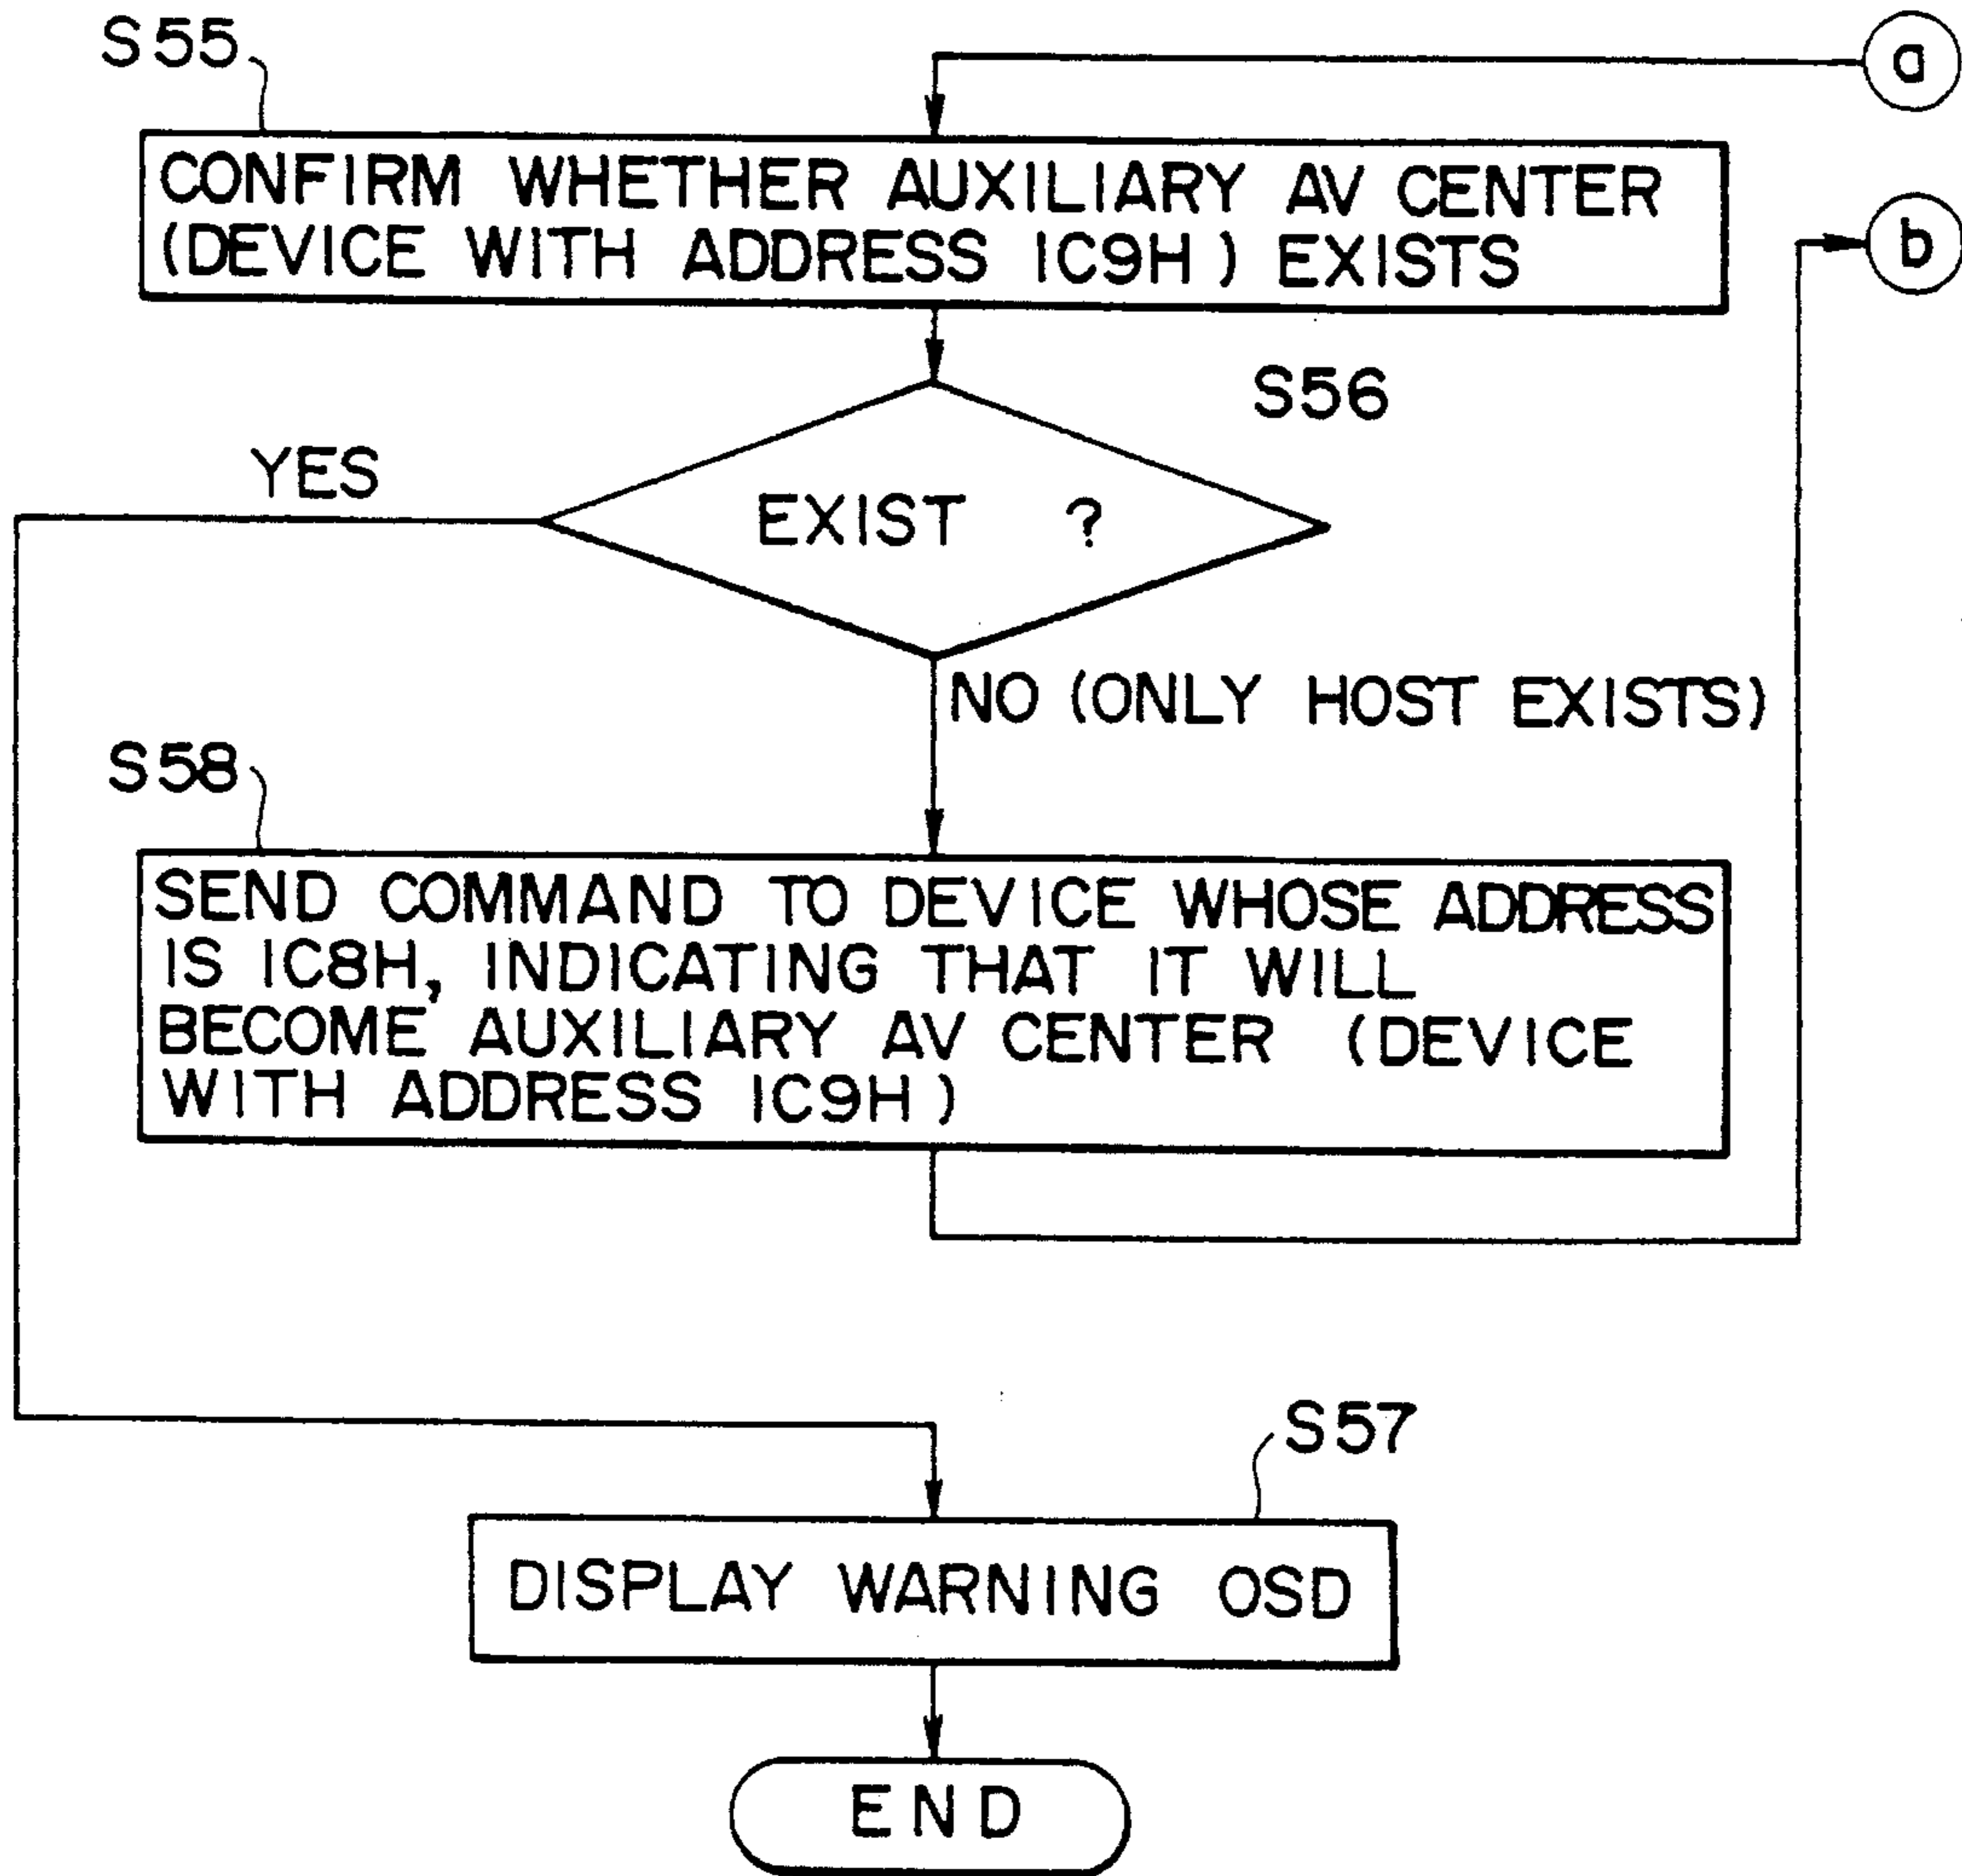 S55
a
CONFIRM WHETHER AUXILIARY AV CENTER
(DEVICE WITH ADDRESS 1C9H) EXISTS
b
S56
YES
EXIST ?
NO (ONLY HOST EXISTS)
S58
SEND COMMAND TO DEVICE WHOSE ADDRESS
IS 1C8H, INDICATING THAT IT WILL
BECOME AUXILIARY AV CENTER (DEVICE
WITH ADDRESS 1C9H)
S57
DISPLAY WARNING OSD
END